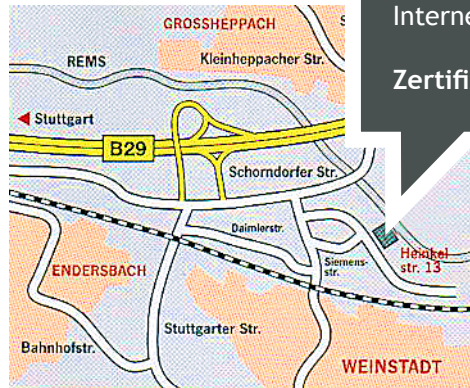 Interne
Zertifi
GROSSHEPPACH
S
Kleinheppacher Str.
REMS
Stuttgart
B29
Schorndorfer Str.
Daimlerstr.
Siemens-
str.
Heinkel
str. 13
ENDERSBACH
Stuttgarter Str.
Bahnhofstr.
WEINSTADT